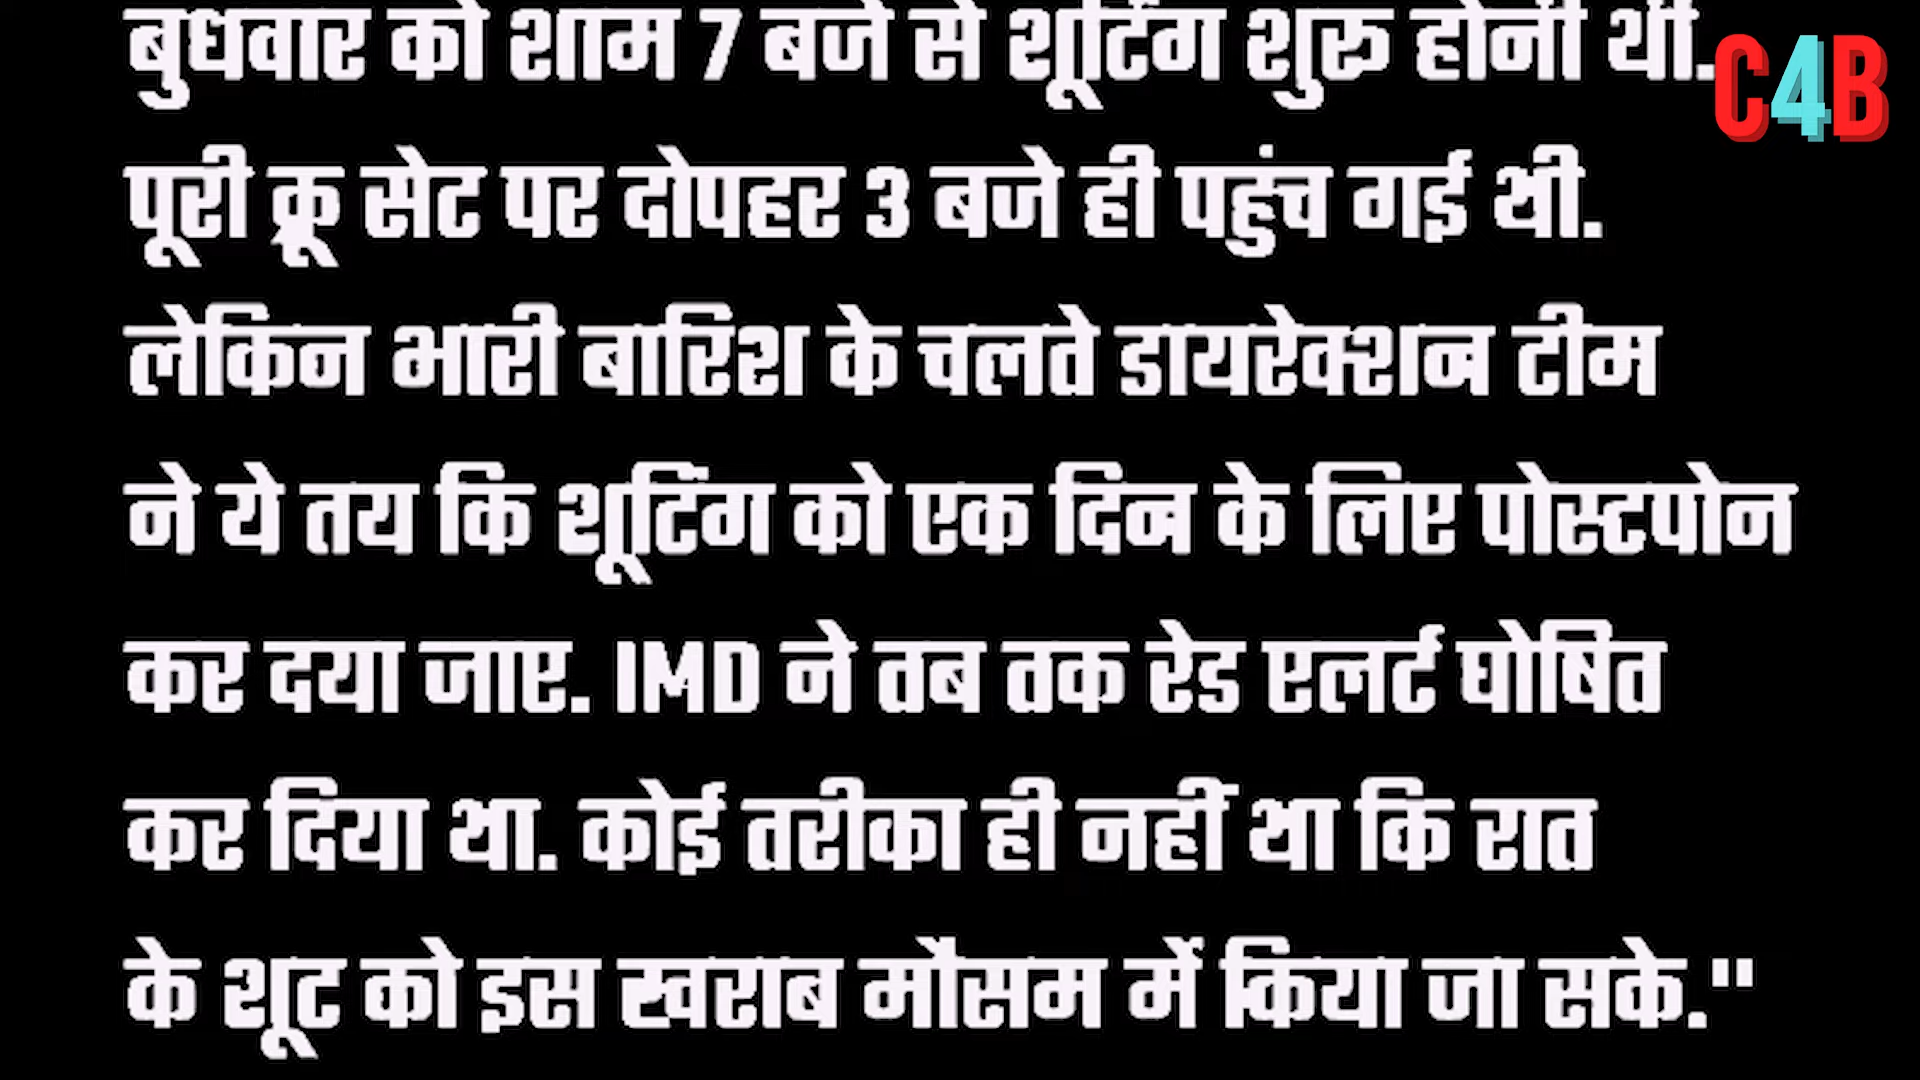 बुधवार को शाम 7 बजे से शूटिंग शुरू होनी थी.
C4B
पूरी क्रू सेट पर दोपहर 3 बजे ही पहुंच गई थी.
लेकिन भारी बारिश के चलते डायरेक्शन टीम
ने ये तय कि शूटिंग को एक दिन के लिए पोस्टपोन
कर दया जाए. IMD ने तब तक रेड एलर्ट घोषित
कर दिया था. कोई तरीका ही नहीं था कि रात
के शूट को इस खराब मौसम में किया जा सके."